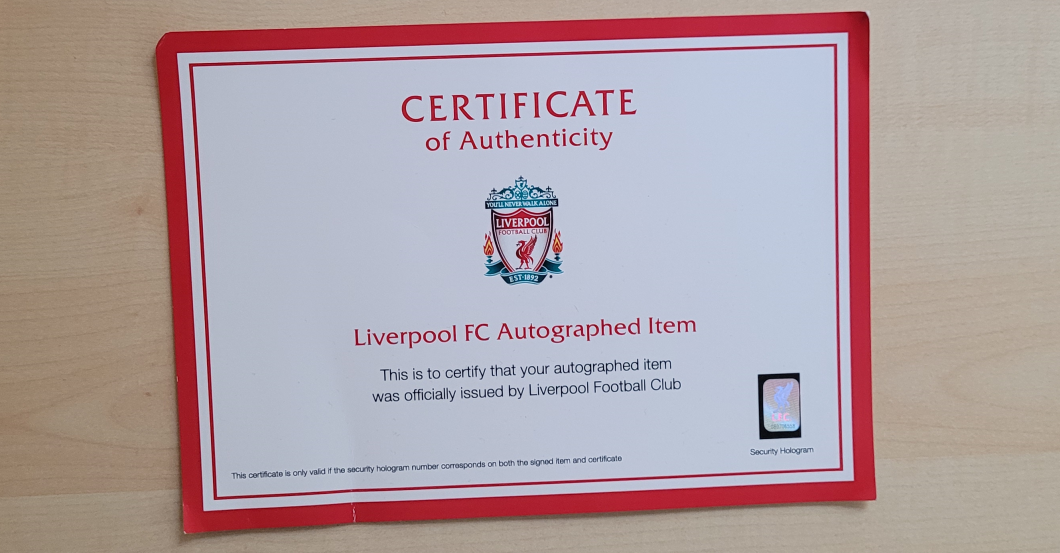 CERTIFICATE
of Authenticity
YOU'LL NEVER WALK ALONE
LIVERPOOL
FOOTBALL CLUB
EST·1892
Liverpool FC Autographed Item
This is to certify that your autographed item
was officially issued by Liverpool Football Club
Security Hologram
This certificate is only valid if the security hologram number corresponds on both the signed item and certificate